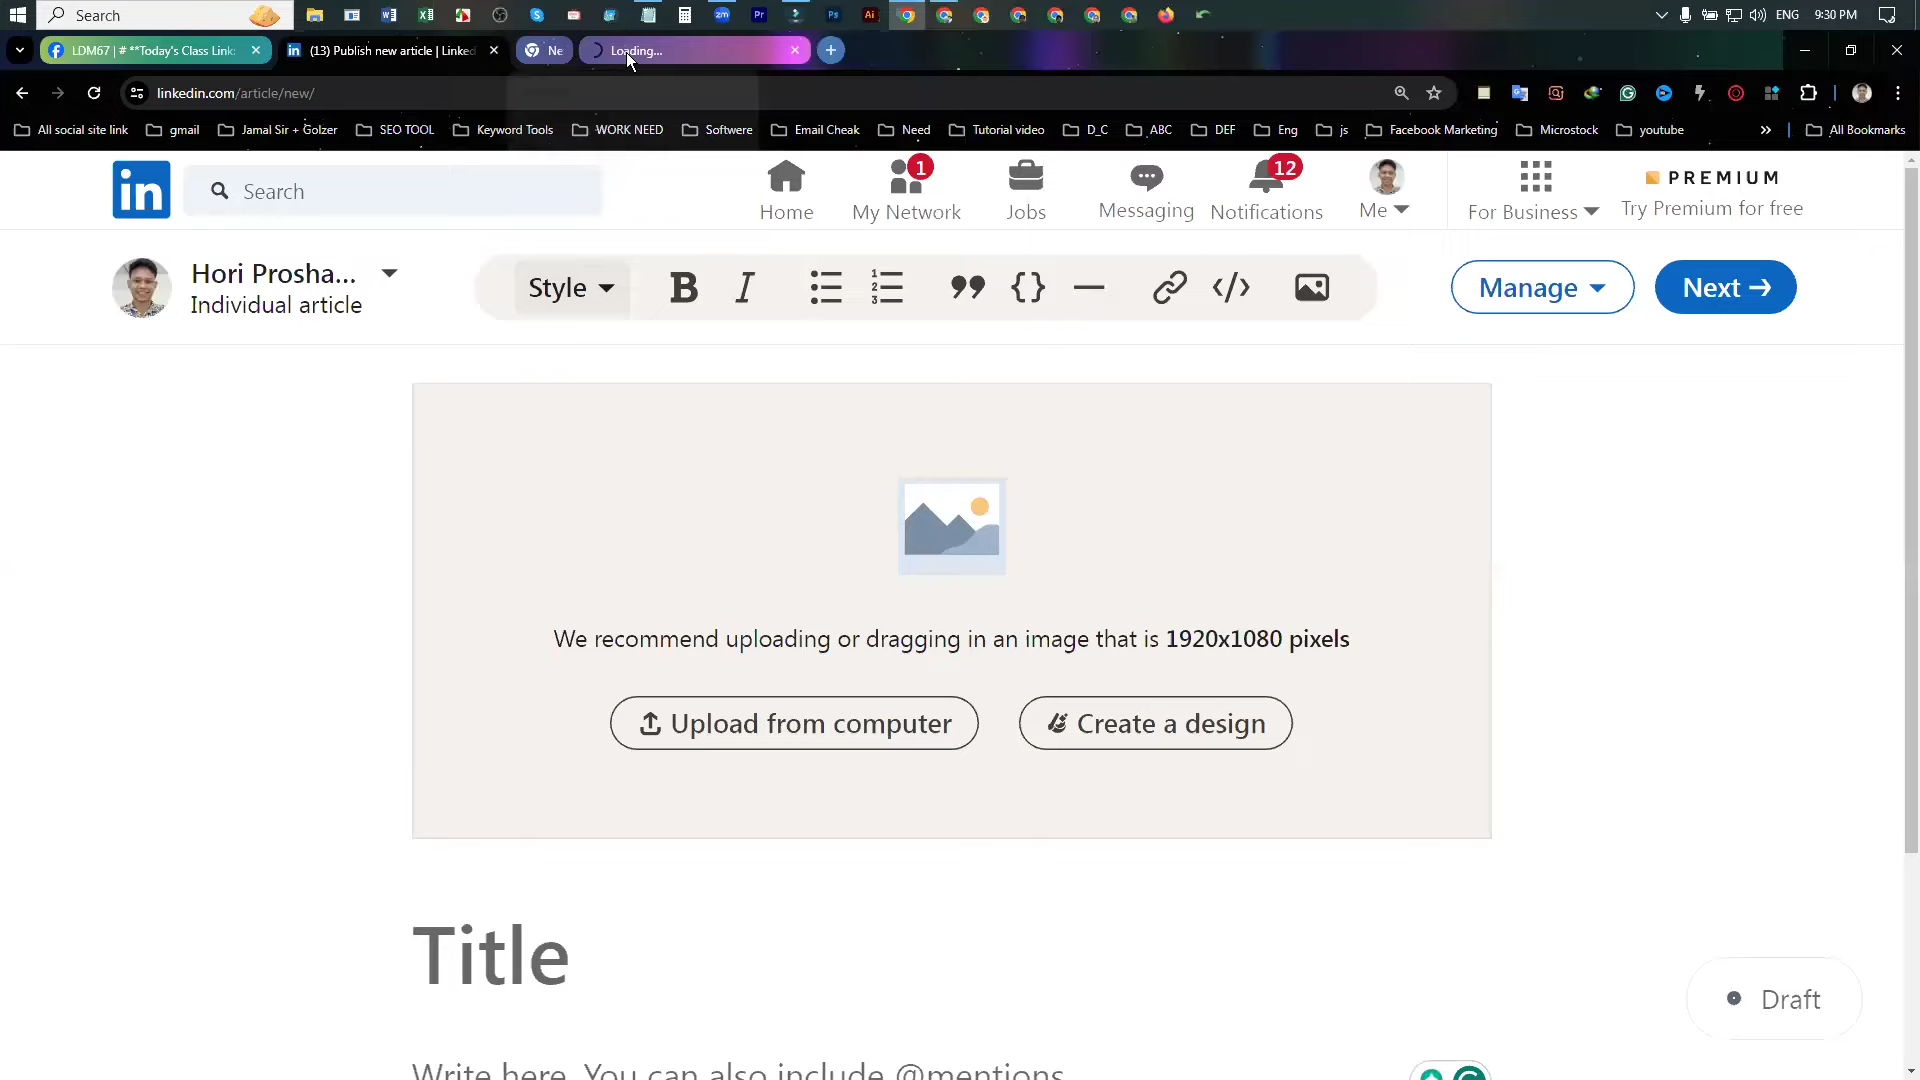 Search
ENG
9:30 PM
LDM67 | # **Today's Class Link
(13) Publish new article | Linked
Ne
Loading...
linkedin.com/article/new/
All social site link
gmail
Jamal Sir + Golzer
SEO TOOL
Keyword Tools
WORK NEED
Softwere
Email Cheak
Need
Tutorial video
D_C
ABC
DEF
Eng
js
Facebook Marketing
Microstock
youtube
All Bookmarks
in
Search
Home
1
My Network
Jobs
Messaging
12
Notifications
Me
For Business
PREMIUM
Try Premium for free
Hori Prosha...
Individual article
Style
B
I
Manage
Next →
We recommend uploading or dragging in an image that is 1920x1080 pixels
Upload from computer
Create a design
Title
Draft
Write here. You can also include @mentions.